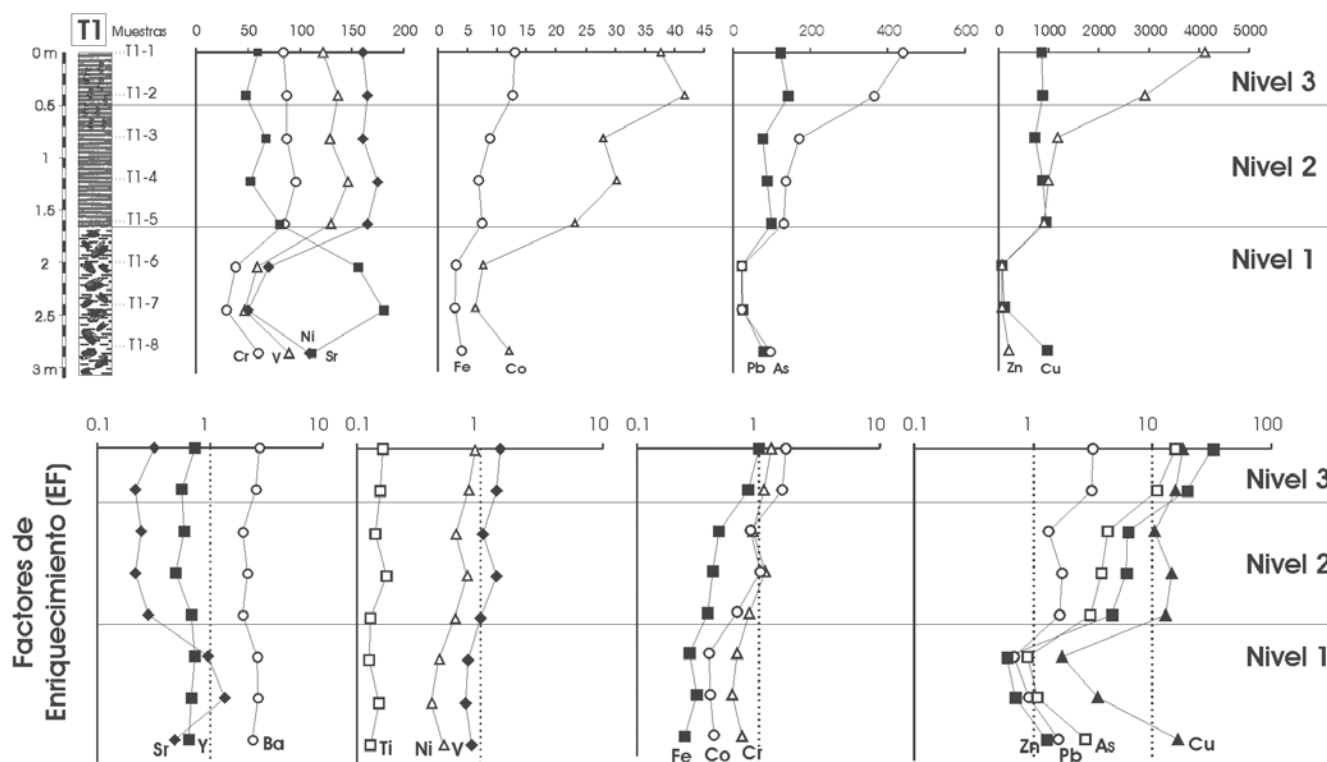 T1 Muestras
0 50 100 150 200
0 5 10 15 20 25 30 35 40 45
0 200 400 600
0 1000 2000 3000 4000 5000
0 m T1-1
T1-2 Nivel 3
0.5
T1-3
1
T1-4 Nivel 2
1.5
T1-5
2 T1-6 Nivel 1
T1-7
2.5
T1-8
3 m
Cr V Ni Sr
Fe Co
Pb As
Zn Cu
Factores de
Enriquecimiento (EF)
0.1 1 10
0.1 1 10
0.1 1 10
0.1 1 10 100
Nivel 3
Nivel 2
Nivel 1
Sr Y Ba
Ti Ni V
Fe Co Cr
Zn Pb As Cu